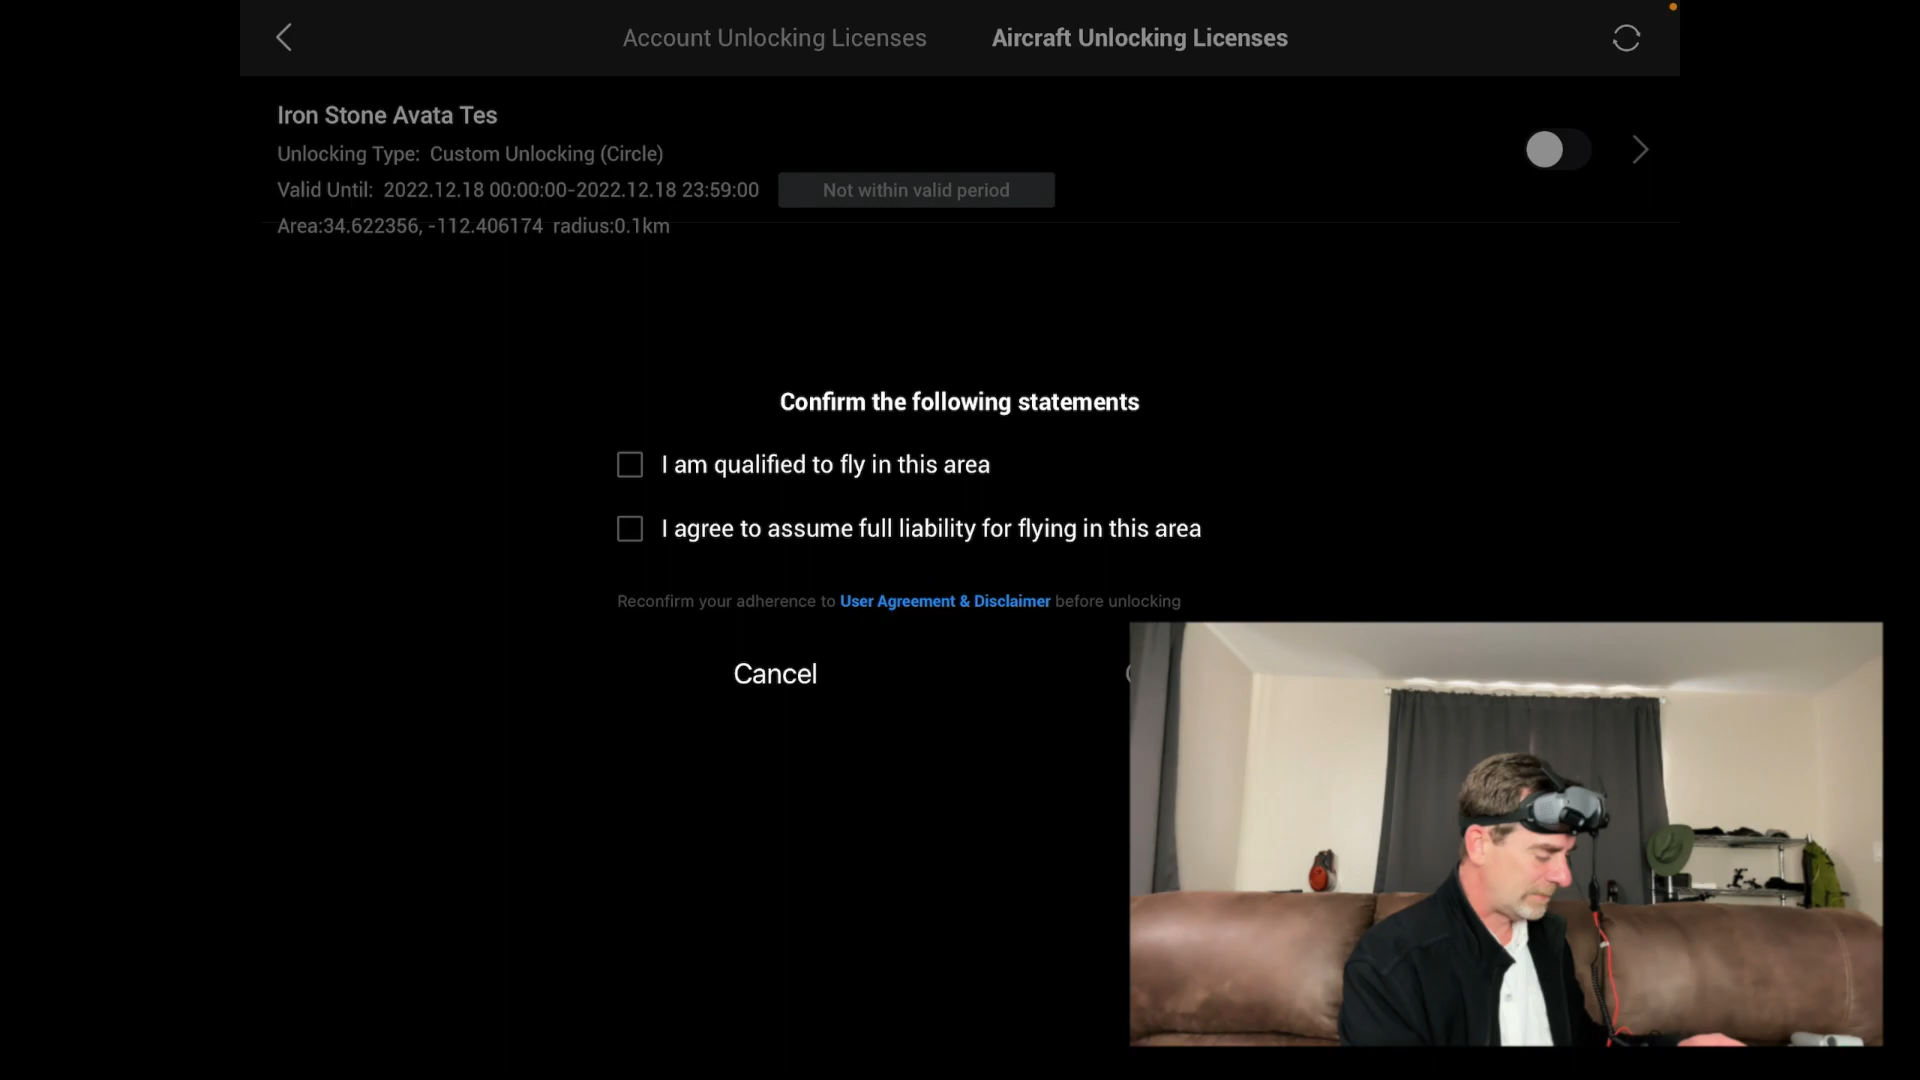 Account Unlocking Licenses Aircraft Unlocking Licenses
Iron Stone Avata Tes
Unlocking Type: Custom Unlocking (Circle)
Valid Until: 2022.12.18 00:00:00-2022.12.18 23:59:00 Not within valid period
Area:34.622356, -112.406174 radius:0.1km
Confirm the following statements
I am qualified to fly in this area
I agree to assume full liability for flying in this area
Reconfirm your adherence to User Agreement & Disclaimer before unlocking
Cancel